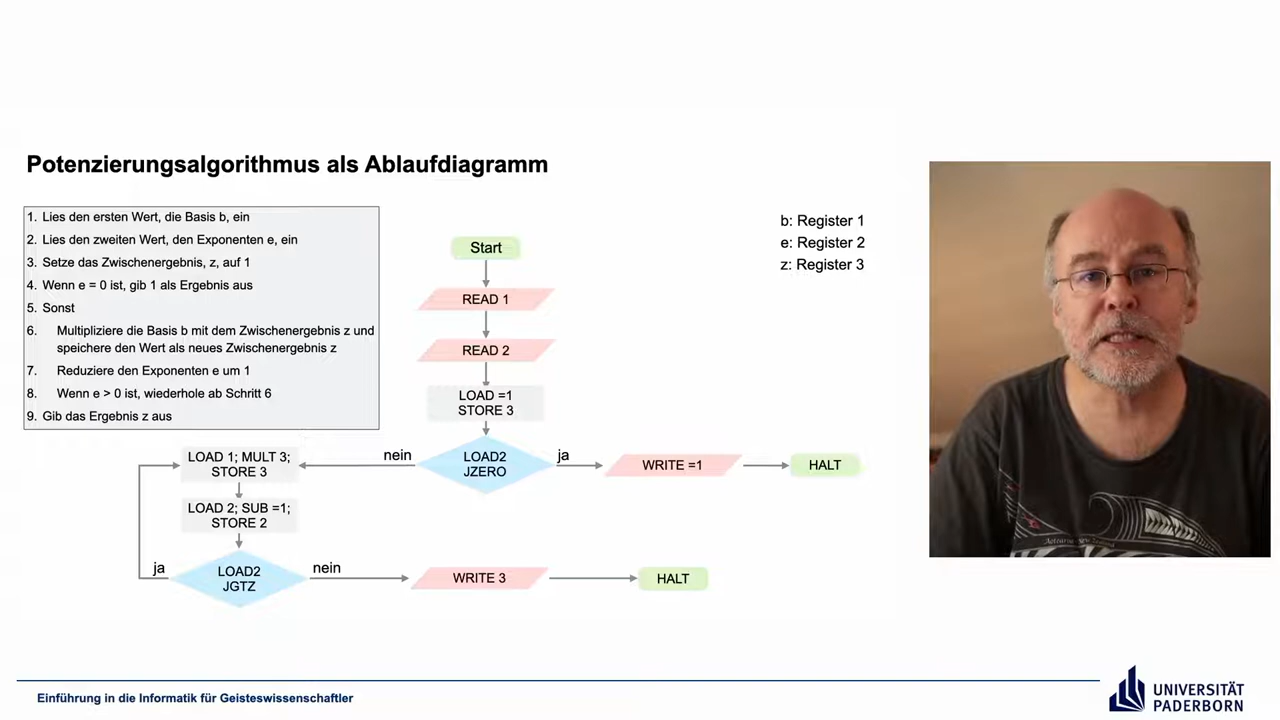 Potenzierungsalgorithmus als Ablaufdiagramm
1. Lies den ersten Wert, die Basis b, ein
2. Lies den zweiten Wert, den Exponenten e, ein
3. Setze das Zwischenergebnis, z, auf 1
4. Wenn e = 0 ist, gib 1 als Ergebnis aus
5. Sonst
6. Multipliziere die Basis b mit dem Zwischenergebnis z und
speichere den Wert als neues Zwischenergebnis z
7. Reduziere den Exponenten e um 1
8. Wenn e > 0 ist, wiederhole ab Schritt 6
9. Gib das Ergebnis z aus
b: Register 1
e: Register 2
z: Register 3
Start
READ 1
READ 2
LOAD =1
STORE 3
LOAD2
JZERO
ja
WRITE =1
HALT
nein
LOAD 1; MULT 3;
STORE 3
LOAD 2; SUB =1;
STORE 2
LOAD2
JGTZ
ja
nein
WRITE 3
HALT
Einführung in die Informatik für Geisteswissenschaftler
UNIVERSITÄT
PADERBORN